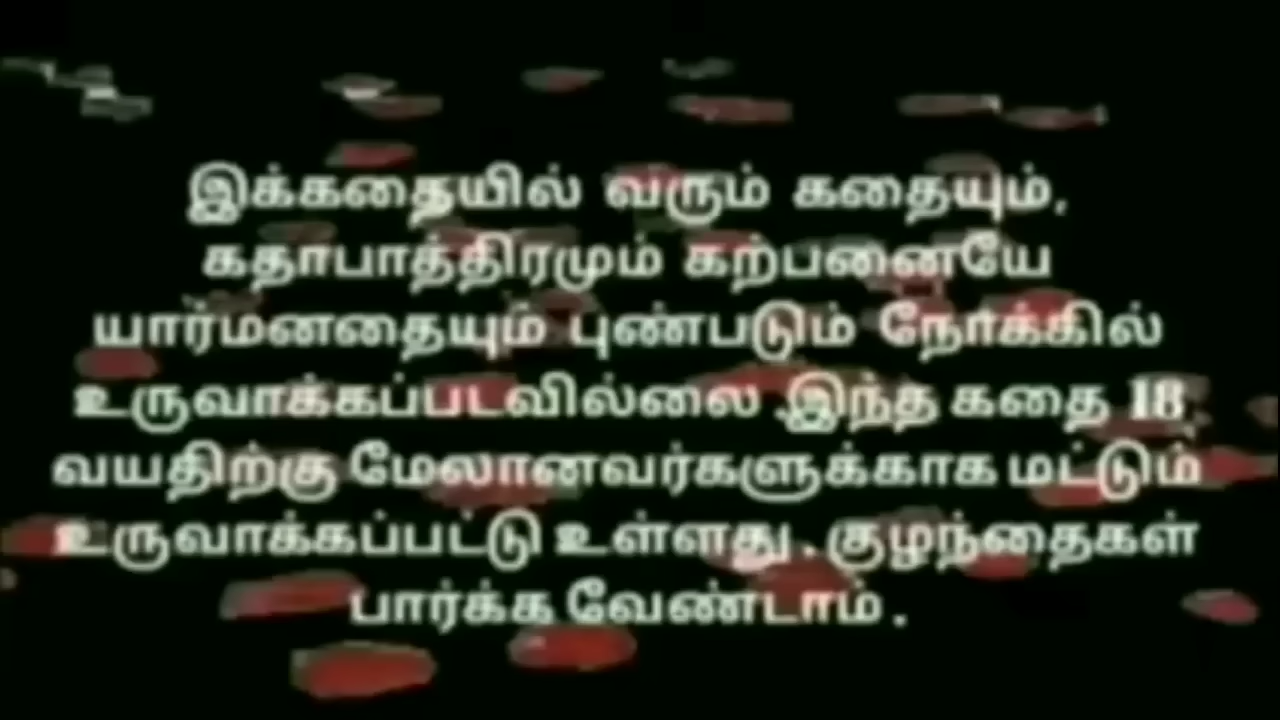 இக்கதையில் வரும் கதையும்,
கதாபாத்திரமும் கற்பனையே
யார்மனதையும் புண்படும் நோக்கில்
உருவாக்கப்படவில்லை .இந்த கதை 18
வயதிற்கு மேலானவர்களுக்காக மட்டும்
உருவாக்கப்பட்டு உள்ளது . குழந்தைகள்
பார்க்க வேண்டாம் .